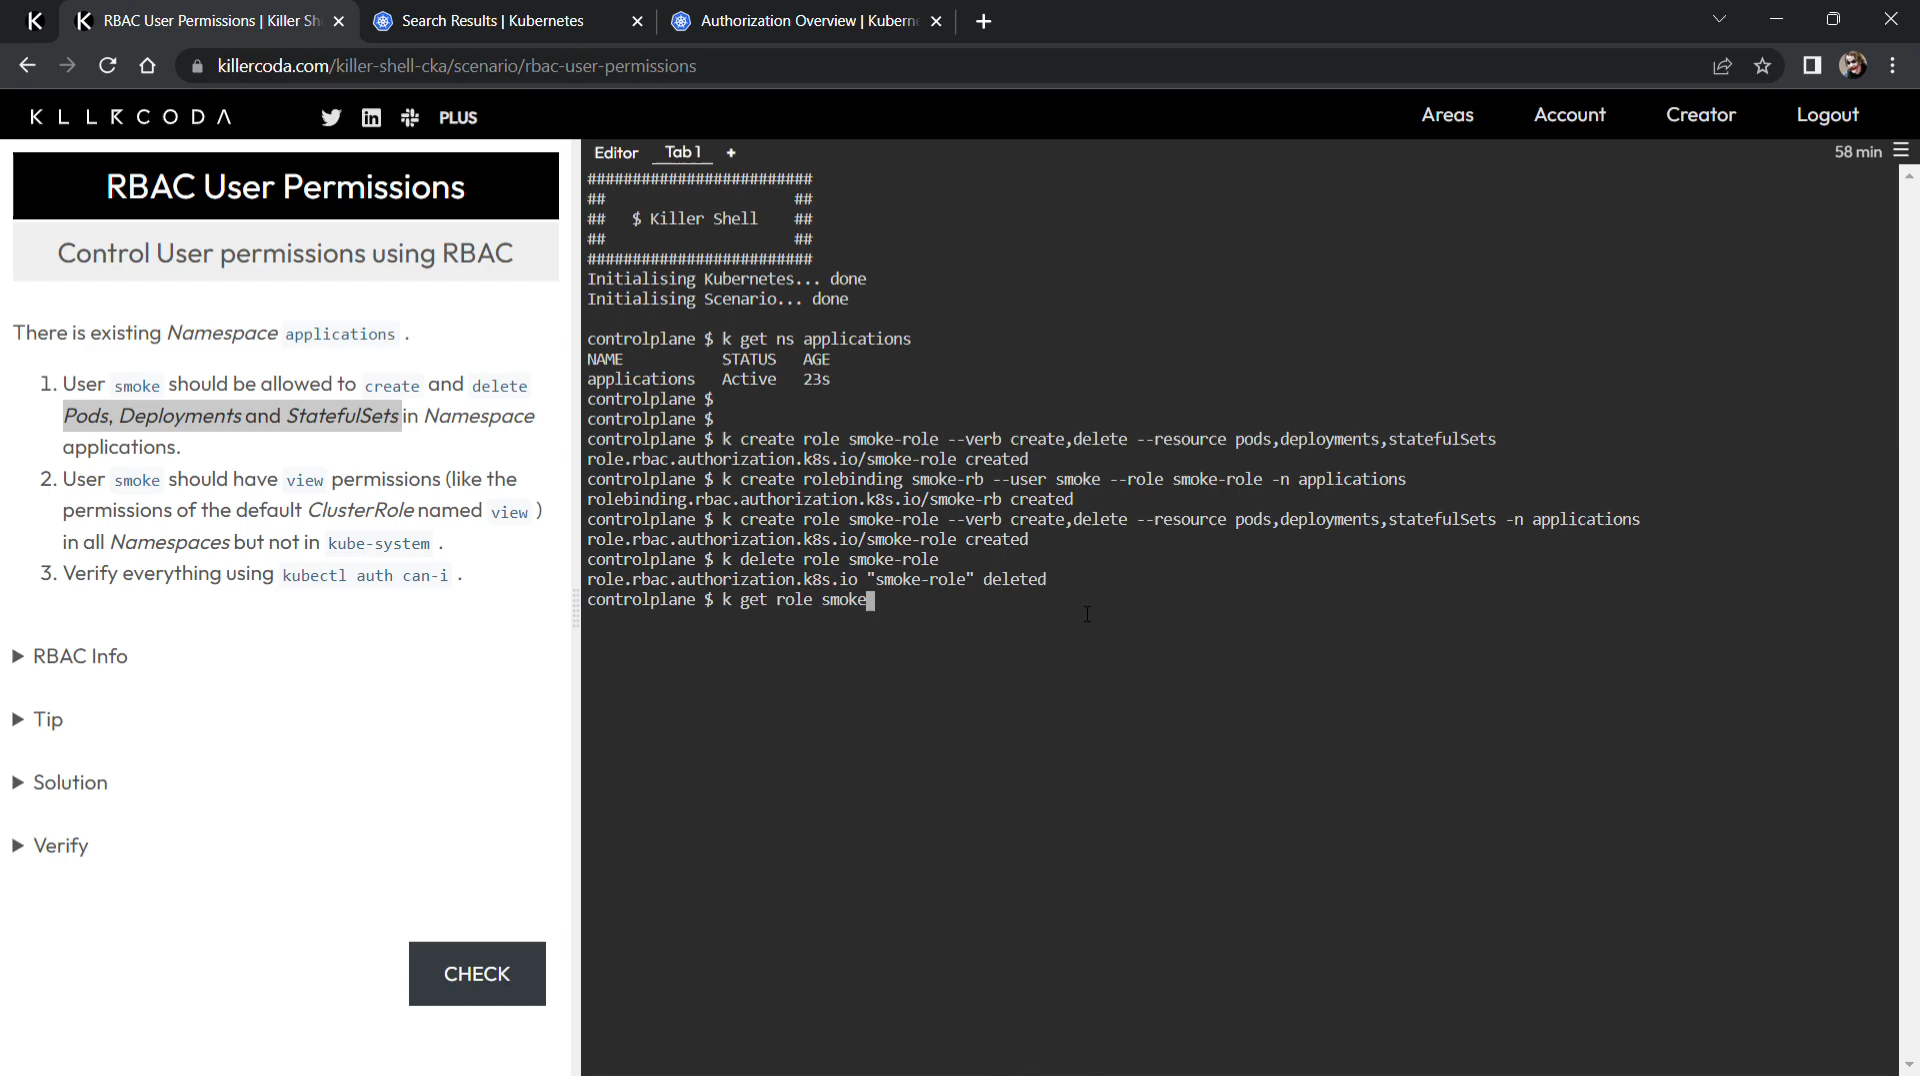 RBAC User Permissions | Killer Sh
Search Results | Kubernetes
Authorization Overview | Kubern
killercoda.com/killer-shell-cka/scenario/rbac-user-permissions
KLLRCODA
PLUS
Areas
Account
Creator
Logout
RBAC User Permissions
Control User permissions using RBAC
There is existing Namespace applications .
1. User smoke should be allowed to create and delete
Pods, Deployments and StatefulSets in Namespace
applications.
2. User smoke should have view permissions (like the
permissions of the default ClusterRole named view )
in all Namespaces but not in kube-system .
3. Verify everything using kubectl auth can-i .
RBAC Info
Tip
Solution
Verify
CHECK
Editor Tab 1 +
58 min
#########################
## ##
## $ Killer Shell ##
## ##
#########################
Initialising Kubernetes... done
Initialising Scenario... done
controlplane $ k get ns applications
NAME STATUS AGE
applications Active 23s
controlplane $
controlplane $
controlplane $ k create role smoke-role --verb create,delete --resource pods,deployments,statefulSets
role.rbac.authorization.k8s.io/smoke-role created
controlplane $ k create rolebinding smoke-rb --user smoke --role smoke-role -n applications
rolebinding.rbac.authorization.k8s.io/smoke-rb created
controlplane $ k create role smoke-role --verb create,delete --resource pods,deployments,statefulSets -n applications
role.rbac.authorization.k8s.io/smoke-role created
controlplane $ k delete role smoke-role
role.rbac.authorization.k8s.io "smoke-role" deleted
controlplane $ k get role smoke